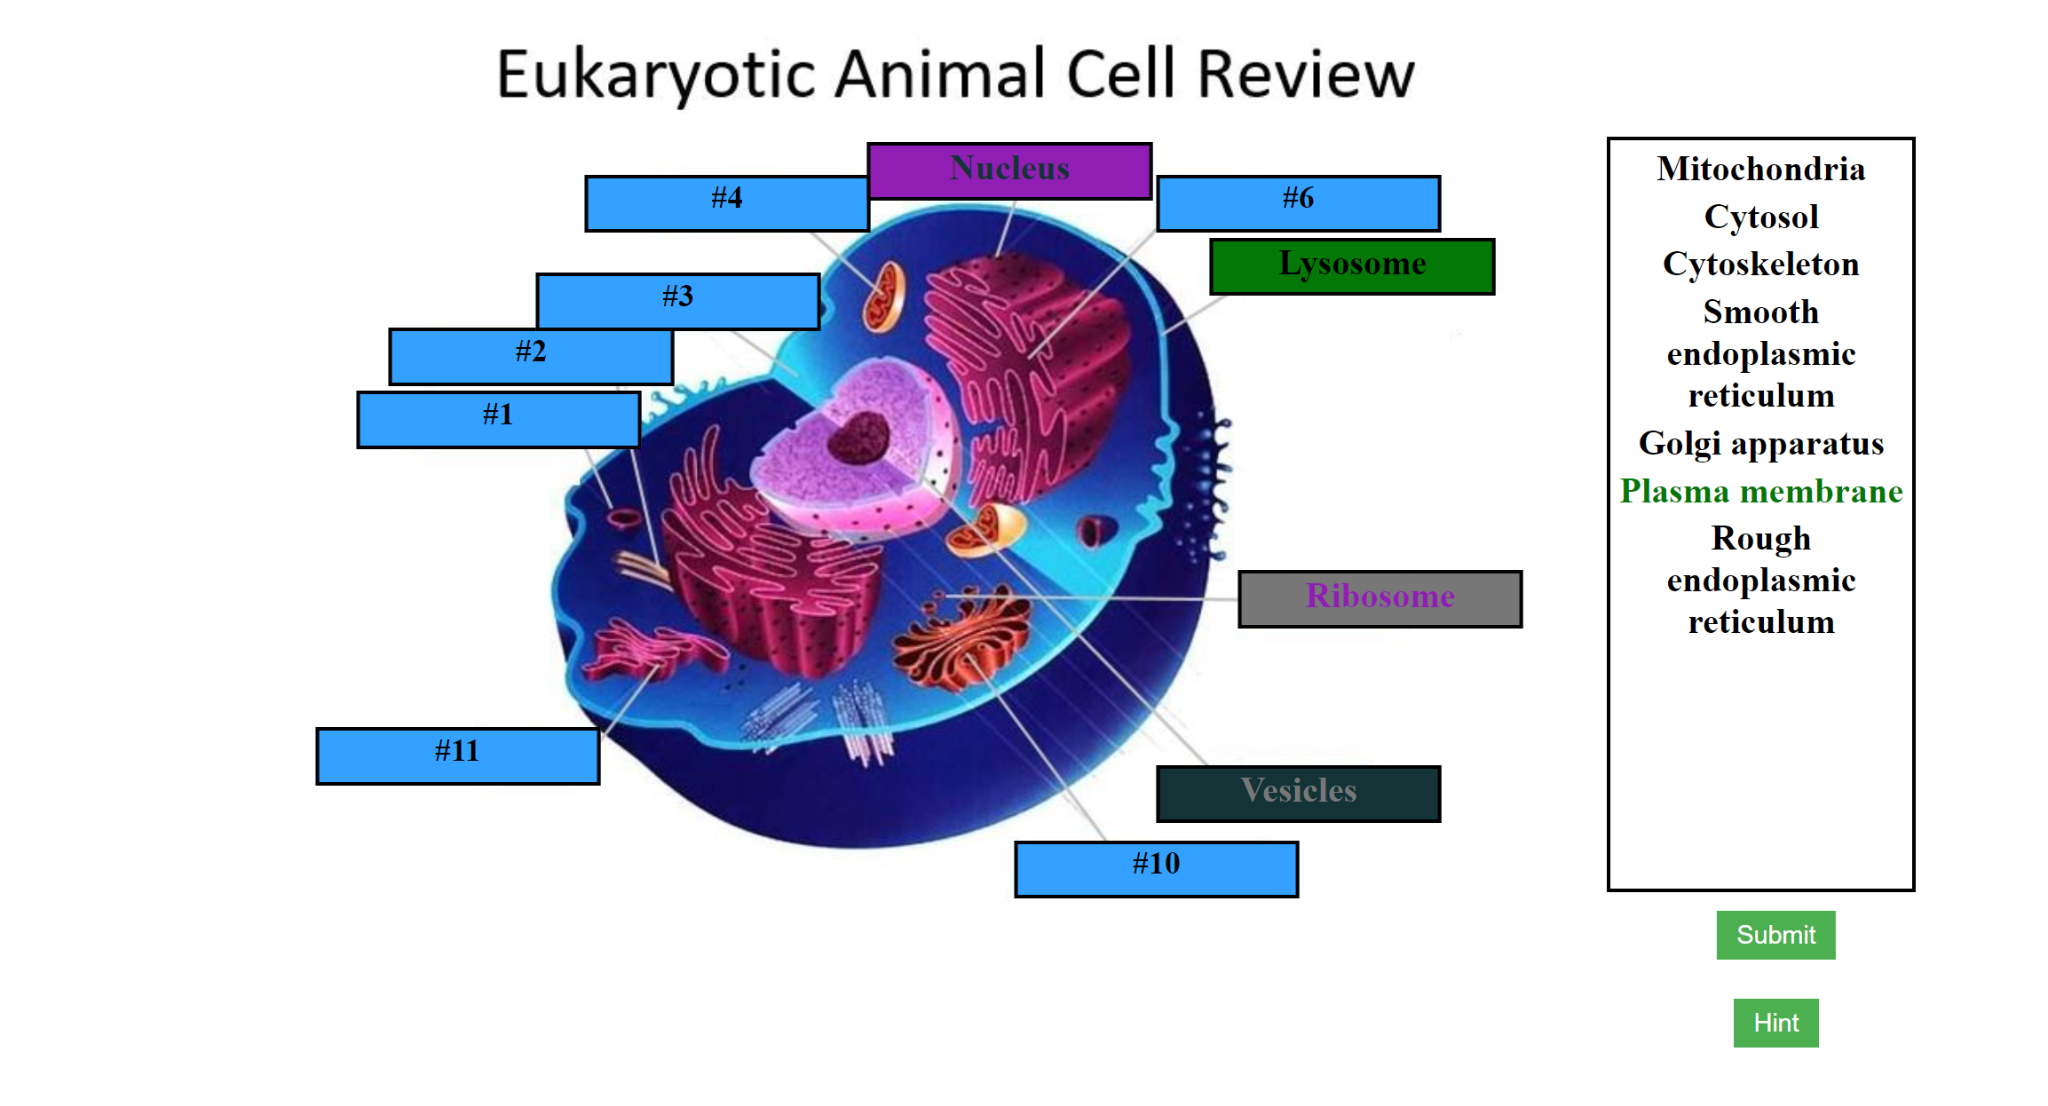 Eukaryotic Animal Cell Review
Nucleus
#4
#6
Lysosome
#3
#2
#1
Ribosome
#11
Vesicles
#10
Mitochondria
Cytosol
Cytoskeleton
Smooth
endoplasmic
reticulum
Golgi apparatus
Plasma membrane
Rough
endoplasmic
reticulum
Submit
Hint